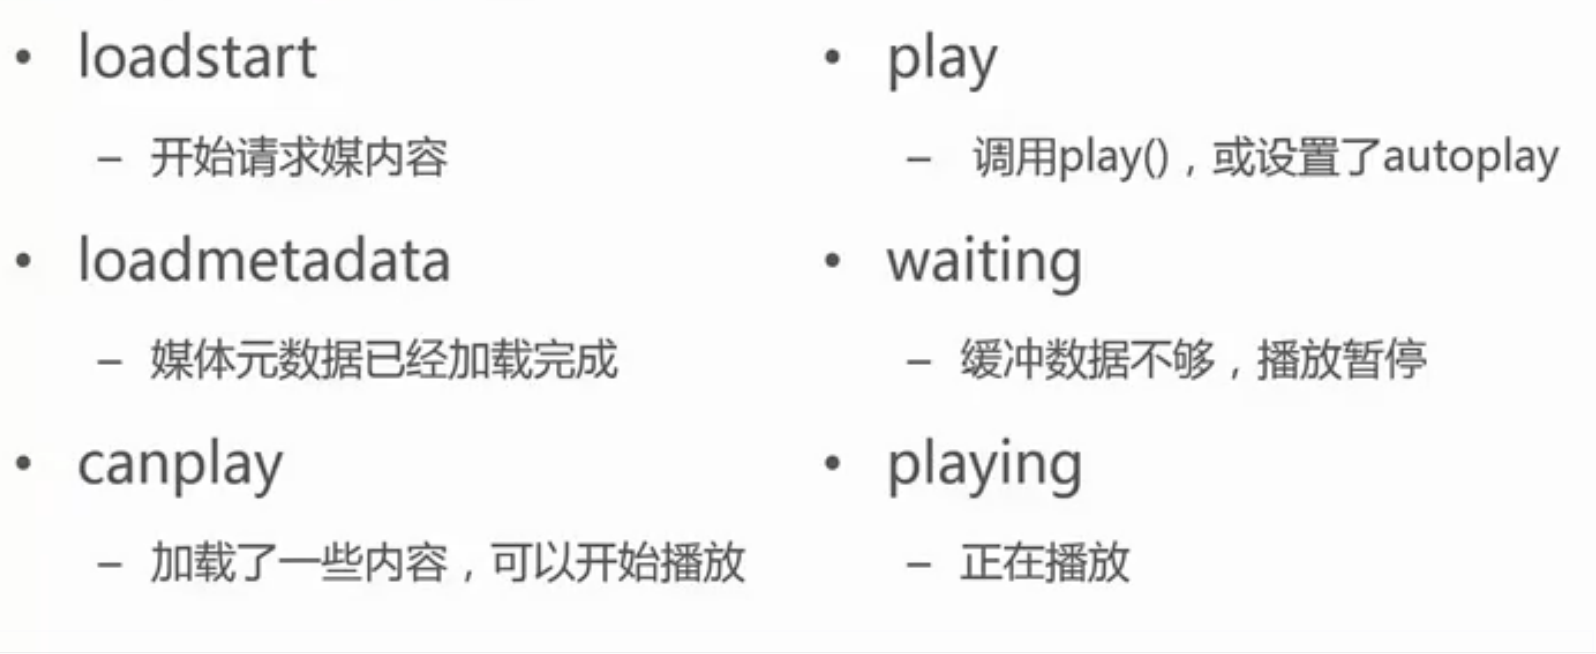 • loadstart
– 开始请求媒内容
• loadmetadata
– 媒体元数据已经加载完成
• canplay
– 加载了一些内容，可以开始播放
• play
– 调用play()，或设置了autoplay
• waiting
– 缓冲数据不够，播放暂停
• playing
– 正在播放